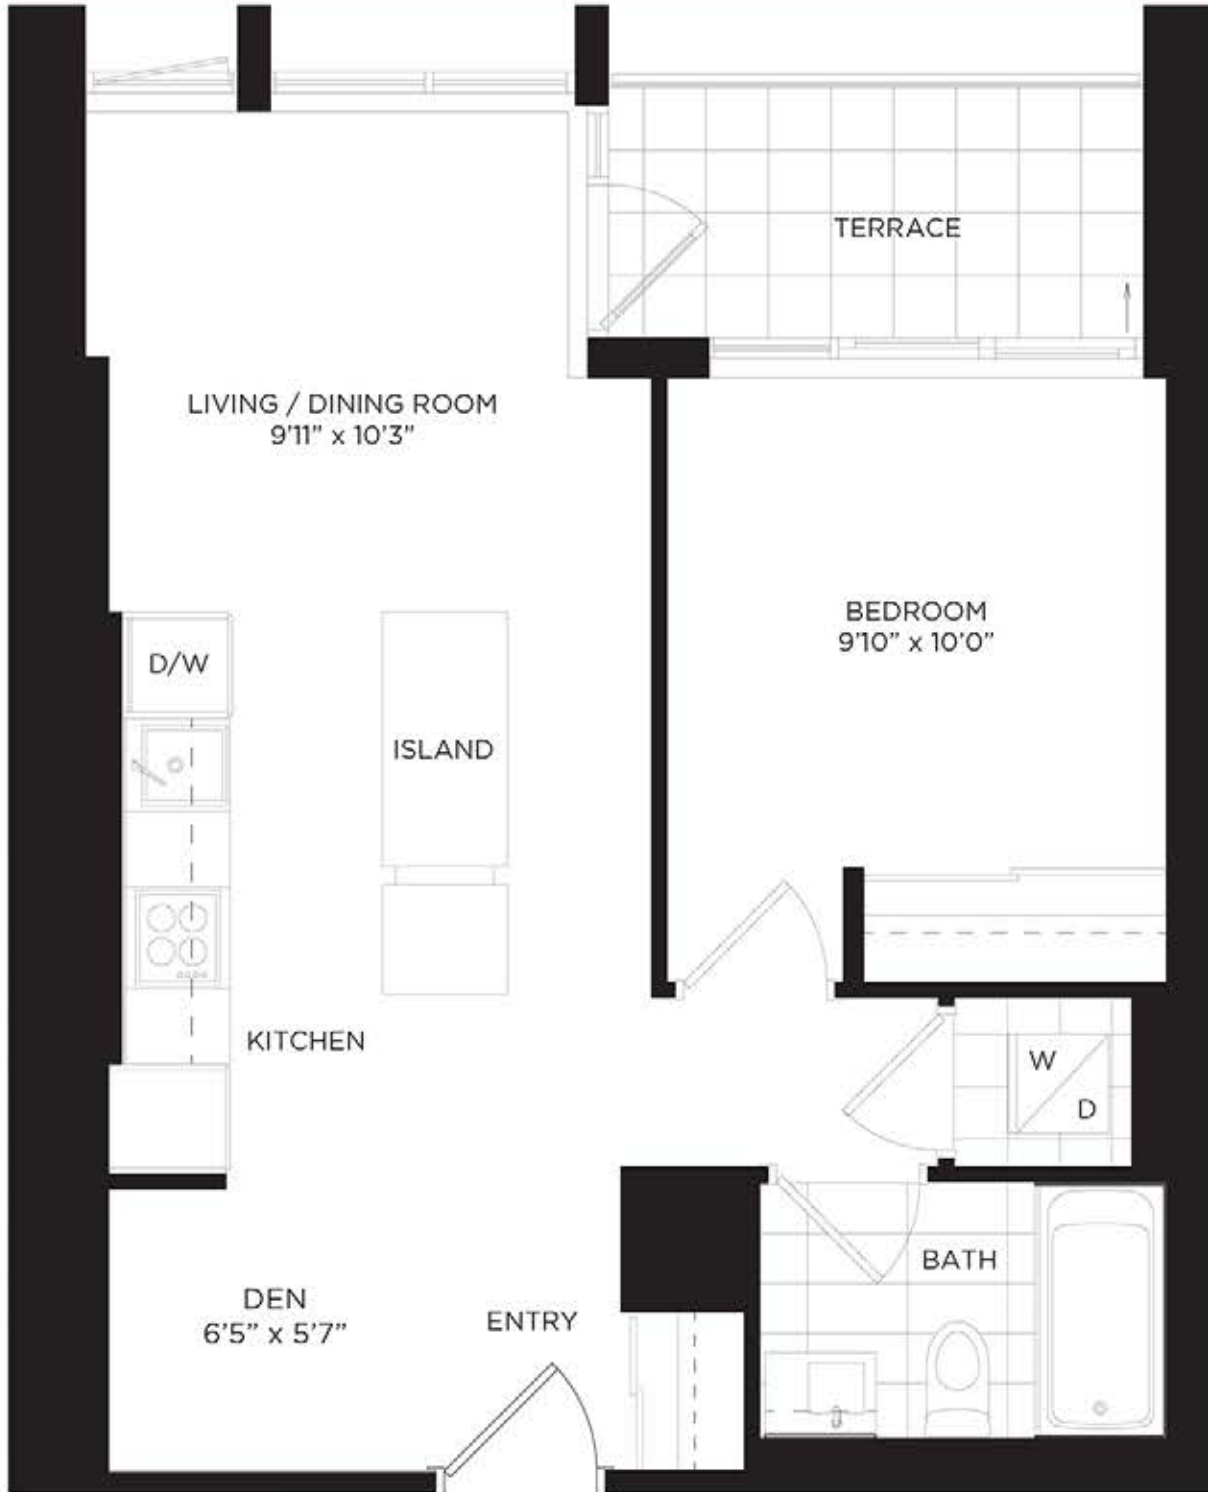 TERRACE
LIVING / DINING ROOM
9'11" x 10'3"
BEDROOM
9'10" x 10'0"
D/W
ISLAND
KITCHEN
W
D
BATH
DEN
6'5" x 5'7"
ENTRY